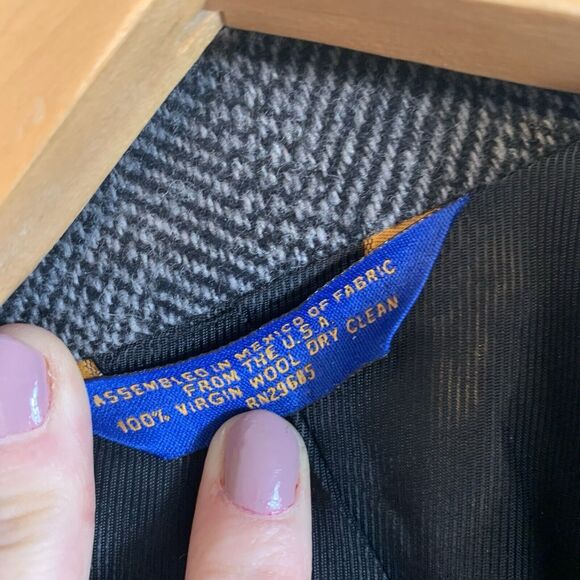 ASSEMBLED IN MEXICO OF FABRIC
FROM THE U.S.A
100% VIRGIN WOOL DRY CLEAN
RN29685